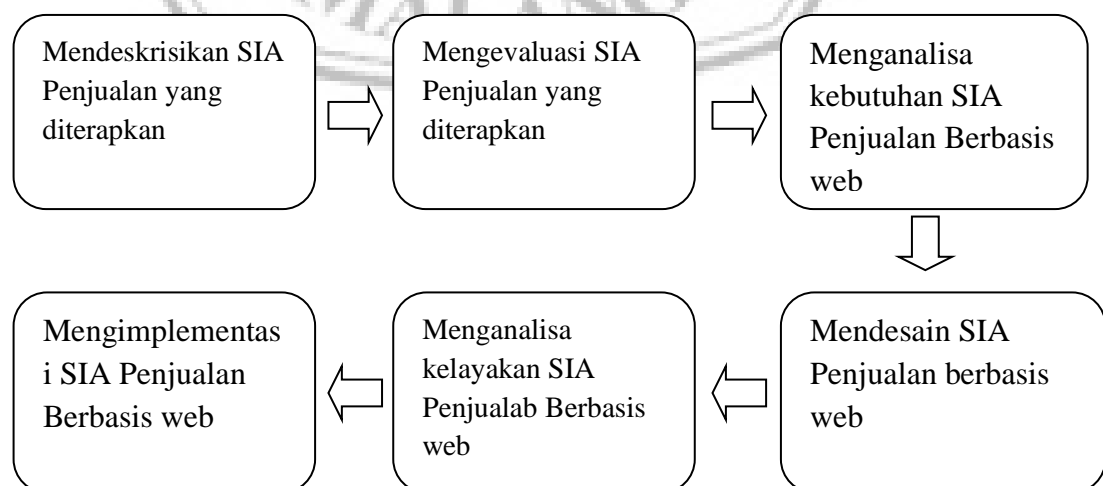 Mendeskrisikan SIA
Penjualan yang
diterapkan
Mengevaluasi SIA
Penjualan yang
diterapkan
Menganalisa
kebutuhan SIA
Penjualan Berbasis
web
Mendesain SIA
Penjualan berbasis
web
Menganalisa
kelayakan SIA
Penjualab Berbasis
web
Mengimplementas
i SIA Penjualan
Berbasis web